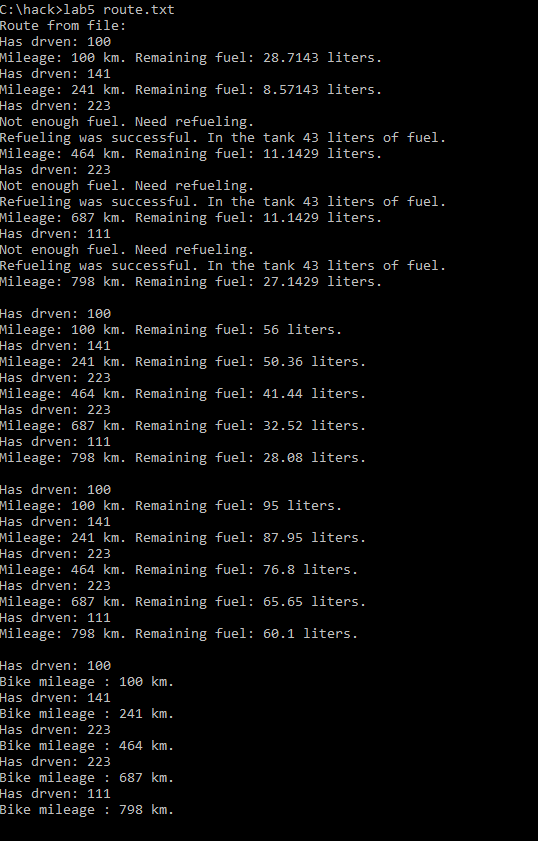 C:\hack>lab5 route.txt
Route from file:
Has drven: 100
Mileage: 100 km. Remaining fuel: 28.7143 liters.
Has drven: 141
Mileage: 241 km. Remaining fuel: 8.57143 liters.
Has drven: 223
Not enough fuel. Need refueling.
Refueling was successful. In the tank 43 liters of fuel.
Mileage: 464 km. Remaining fuel: 11.1429 liters.
Has drven: 223
Not enough fuel. Need refueling.
Refueling was successful. In the tank 43 liters of fuel.
Mileage: 687 km. Remaining fuel: 11.1429 liters.
Has drven: 111
Not enough fuel. Need refueling.
Refueling was successful. In the tank 43 liters of fuel.
Mileage: 798 km. Remaining fuel: 27.1429 liters.

Has drven: 100
Mileage: 100 km. Remaining fuel: 56 liters.
Has drven: 141
Mileage: 241 km. Remaining fuel: 50.36 liters.
Has drven: 223
Mileage: 464 km. Remaining fuel: 41.44 liters.
Has drven: 223
Mileage: 687 km. Remaining fuel: 32.52 liters.
Has drven: 111
Mileage: 798 km. Remaining fuel: 28.08 liters.

Has drven: 100
Mileage: 100 km. Remaining fuel: 95 liters.
Has drven: 141
Mileage: 241 km. Remaining fuel: 87.95 liters.
Has drven: 223
Mileage: 464 km. Remaining fuel: 76.8 liters.
Has drven: 223
Mileage: 687 km. Remaining fuel: 65.65 liters.
Has drven: 111
Mileage: 798 km. Remaining fuel: 60.1 liters.

Has drven: 100
Bike mileage : 100 km.
Has drven: 141
Bike mileage : 241 km.
Has drven: 223
Bike mileage : 464 km.
Has drven: 223
Bike mileage : 687 km.
Has drven: 111
Bike mileage : 798 km.